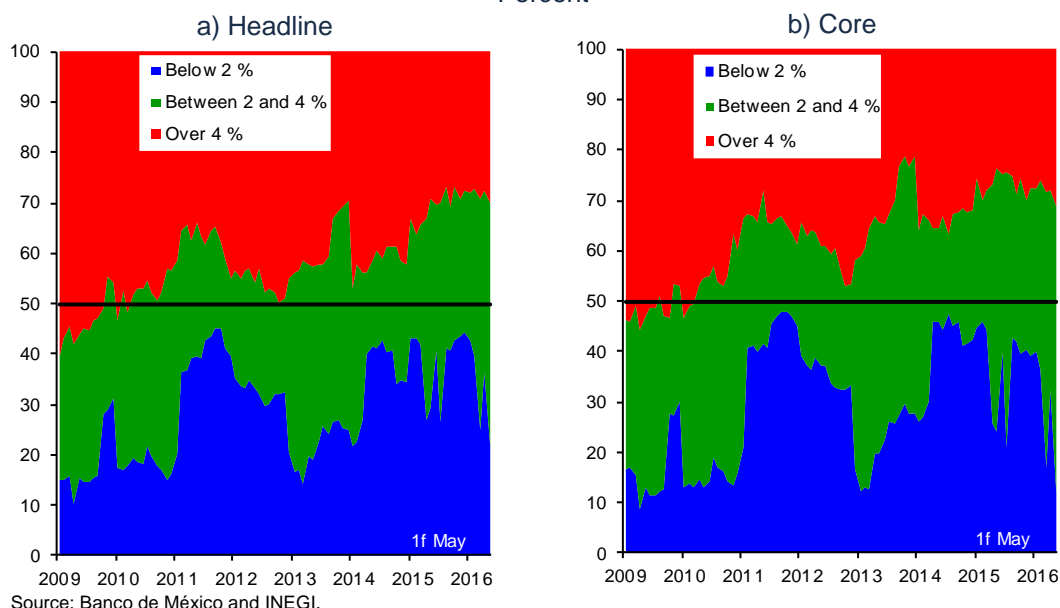 Percent
a) Headline
100
90
80
70
60
50
40
30
20
10
0
Below 2 %
Between 2 and 4 %
Over 4 %
1f May
2009 2010 2011 2012 2013 2014 2015 2016
b) Core
100
90
80
70
60
50
40
30
20
10
0
Below 2 %
Between 2 and 4 %
Over 4 %
1f May
2009 2010 2011 2012 2013 2014 2015 2016
Source: Banco de México and INEGI.